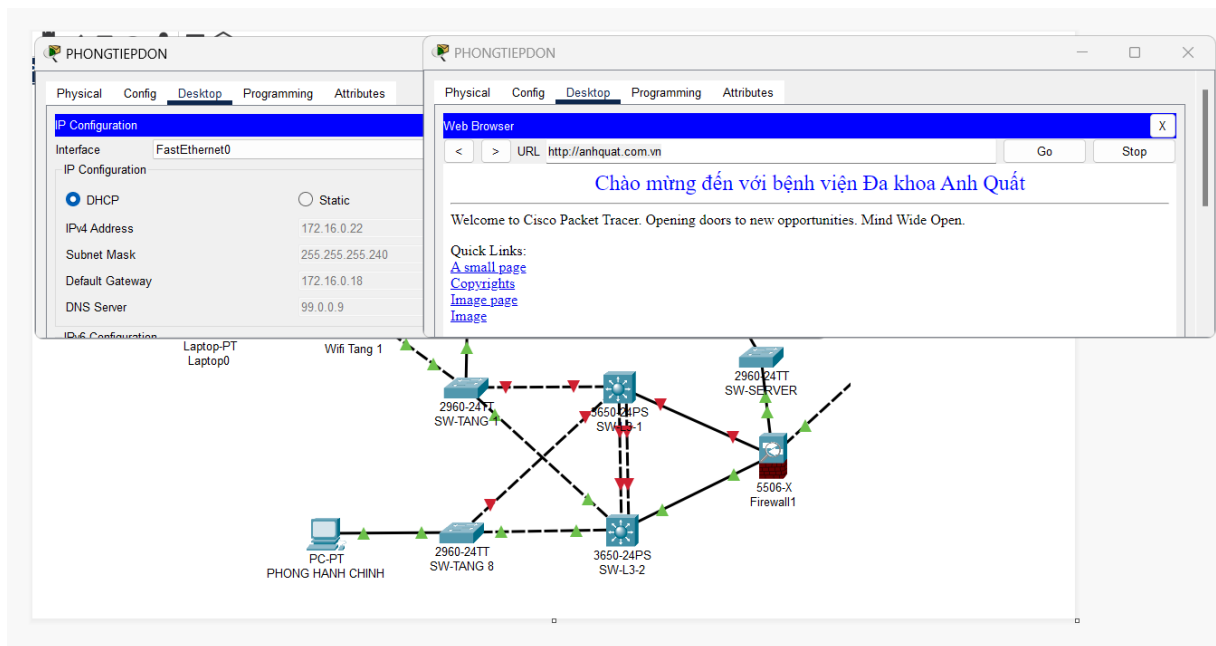 PHONGTIEPDON
Physical Config Desktop Programming Attributes
IP Configuration
Interface FastEthernet0
IP Configuration
DHCP Static
IPv4 Address 172.16.0.22
Subnet Mask 255.255.255.240
Default Gateway 172.16.0.18
DNS Server 99.0.0.9
IPv6 Configuration
PHONGTIEPDON
Physical Config Desktop Programming Attributes
Web Browser X
< > URL http://anhquat.com.vn Go Stop
Chào mừng đến với bệnh viện Đa khoa Anh Quất
Welcome to Cisco Packet Tracer. Opening doors to new opportunities. Mind Wide Open.
Quick Links:
A small page
Copyrights
Image page
Image
Laptop-PT
Laptop0
Wifi Tang 1
2960-24TT
SW-SERVER
2960-24TT
SW-TANG 1
3650-24PS
SW-L3-1
5506-X
Firewall1
PC-PT
PHONG HANH CHINH
2960-24TT
SW-TANG 8
3650-24PS
SW-L3-2